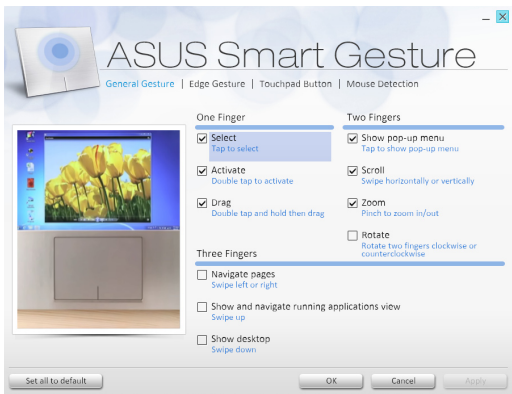 ASUS Smart Gesture
General Gesture | Edge Gesture | Touchpad Button | Mouse Detection
One Finger
Select
Tap to select
Activate
Double tap to activate
Drag
Double tap and hold then drag
Two Fingers
Show pop-up menu
Tap to show pop-up menu
Scroll
Swipe horizontally or vertically
Zoom
Pinch to zoom in/out
Rotate
Rotate two fingers clockwise or
counterclockwise
Three Fingers
Navigate pages
Swipe left or right
Show and navigate running applications view
Swipe up
Show desktop
Swipe down
Set all to default
OK
Cancel
Apply